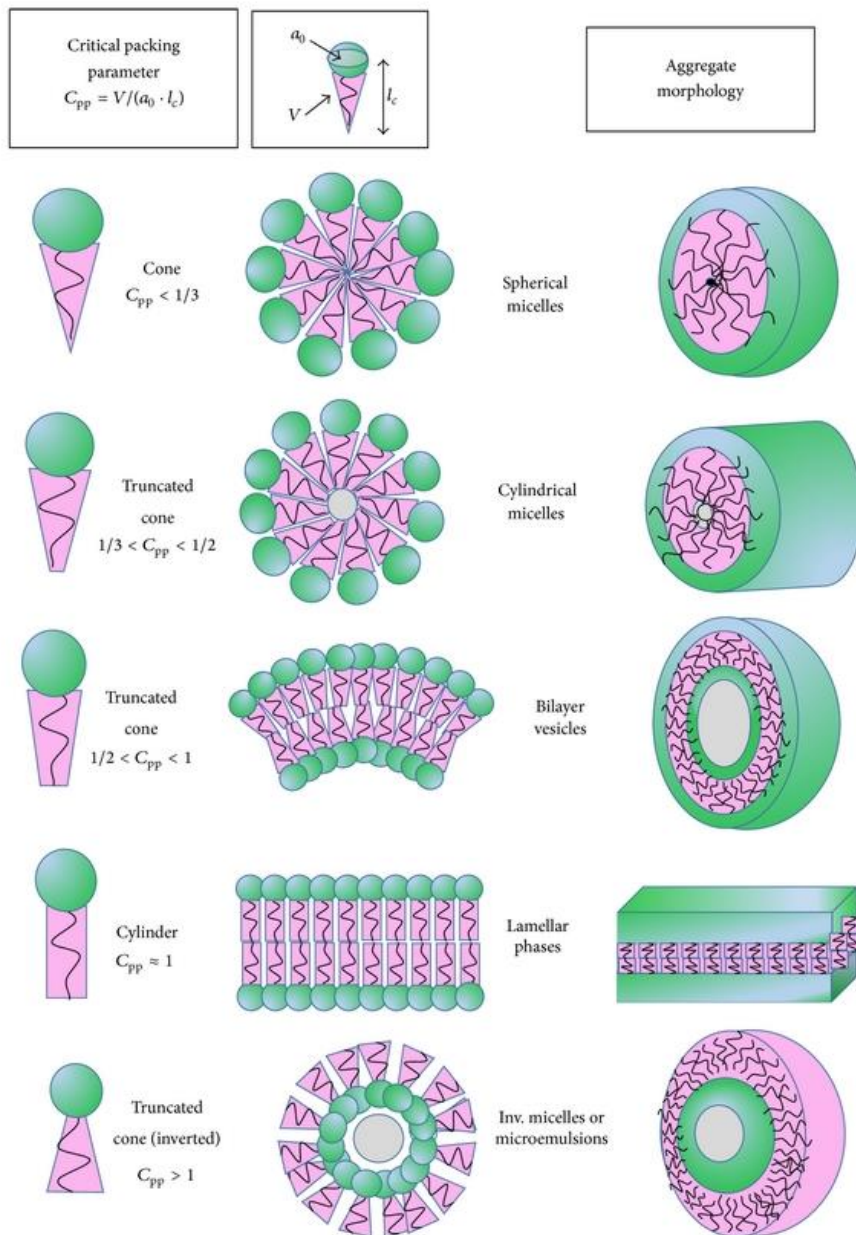 Critical packing
parameter
C_pp = V/(a_0 · l_c)
a_0
V
l_c
Aggregate
morphology
Cone
C_pp < 1/3
Spherical
micelles
Truncated
cone
1/3 < C_pp < 1/2
Cylindrical
micelles
Truncated
cone
1/2 < C_pp < 1
Bilayer
vesicles
Cylinder
C_pp ≈ 1
Lamellar
phases
Truncated
cone (inverted)
C_pp > 1
Inv. micelles or
microemulsions